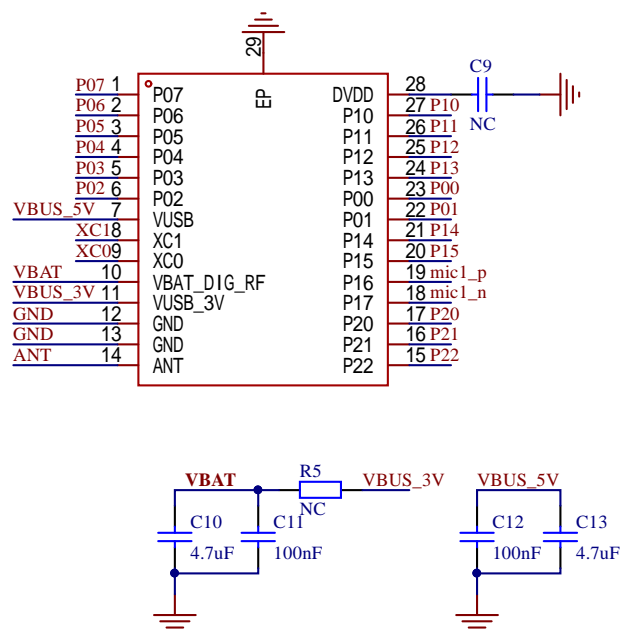 29
EP
C9
NC
P07 1 P07 DVDD 28
P06 2 P06 P10 27 P10
P05 3 P05 P11 26 P11
P04 4 P04 P12 25 P12
P03 5 P03 P13 24 P13
P02 6 P02 P00 23 P00
VBUS_5V 7 VUSB P01 22 P01
XC1 8 XC1 P14 21 P14
XC0 9 XC0 P15 20 P15
VBAT 10 VBAT_DIG_RF P16 19 mic1_p
VBUS_3V 11 VUSB_3V P17 18 mic1_n
GND 12 GND P20 17 P20
GND 13 GND P21 16 P21
ANT 14 ANT P22 15 P22
VBAT R5 VBUS_3V VBUS_5V
NC
C10 C11 C12 C13
4.7uF 100nF 100nF 4.7uF